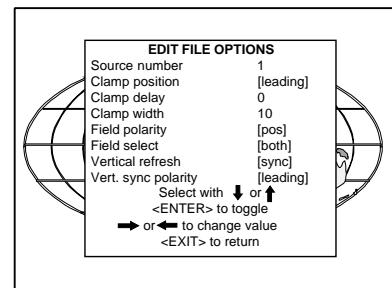 EDIT FILE OPTIONS
Source number 1
Clamp position [leading]
Clamp delay 0
Clamp width 10
Field polarity [pos]
Field select [both]
Vertical refresh [sync]
Vert. sync polarity [leading]
Select with ⬇ or ⬆
<ENTER> to toggle
➡ or ⬅ to change value
<EXIT> to return